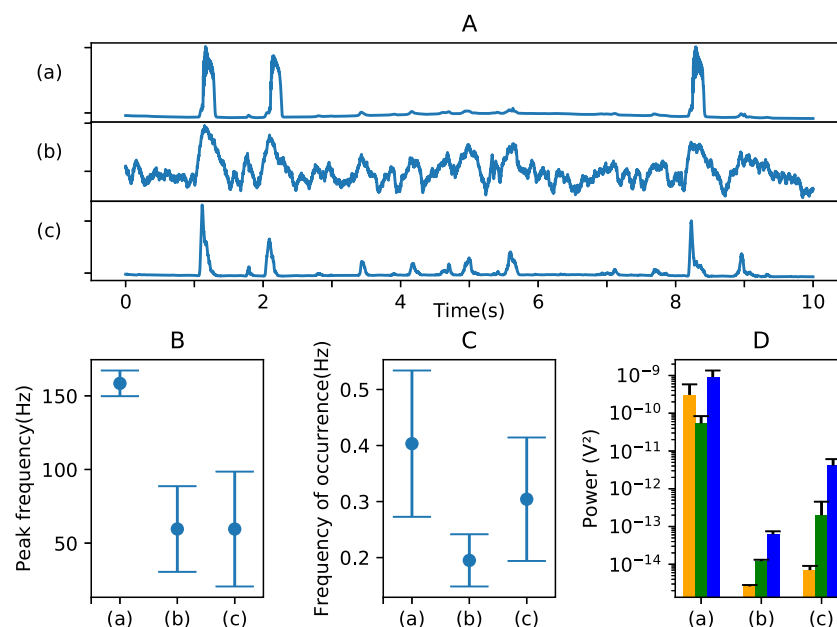 A
(a)
(b)
(c)
0 2 4 6 8 10
Time(s)
B C D
Peak frequency(Hz)
150
100
50
(a) (b) (c)
Frequency of occurrence(Hz)
0.5
0.4
0.3
0.2
(a) (b) (c)
Power (V²)
10⁻⁹
10⁻¹⁰
10⁻¹¹
10⁻¹²
10⁻¹³
10⁻¹⁴
(a) (b) (c)